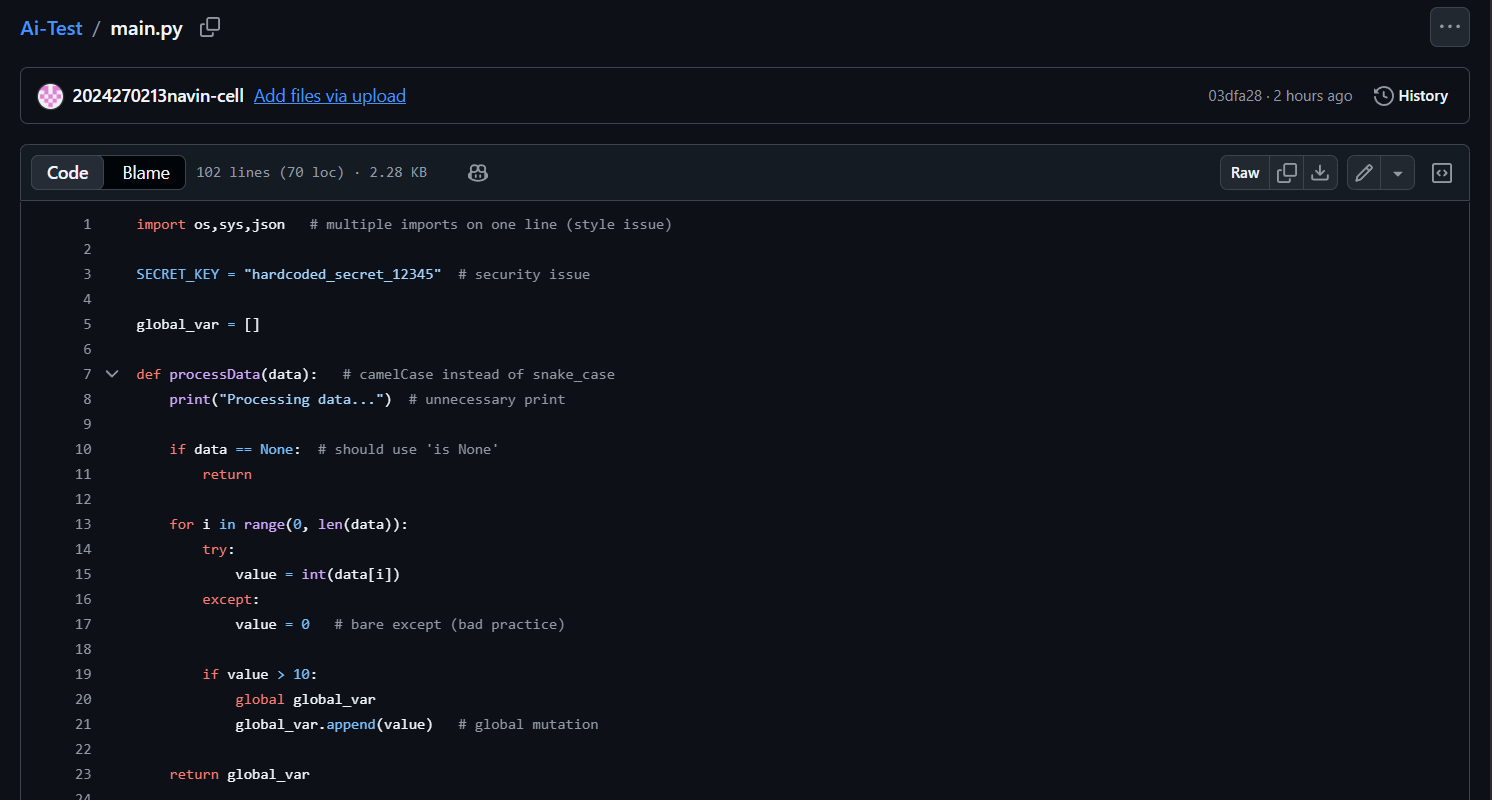 Ai-Test / main.py
2024270213navin-cell Add files via upload 03dfa28 · 2 hours ago History
Code Blame 102 lines (70 loc) · 2.28 KB Raw
1 import os,sys,json   # multiple imports on one line (style issue)
2
3 SECRET_KEY = "hardcoded_secret_12345"  # security issue
4
5 global_var = []
6
7 def processData(data):   # camelCase instead of snake_case
8     print("Processing data...")  # unnecessary print
9
10     if data == None:  # should use 'is None'
11         return
12
13     for i in range(0, len(data)):
14         try:
15             value = int(data[i])
16         except:
17             value = 0   # bare except (bad practice)
18
19         if value > 10:
20             global global_var
21             global_var.append(value)   # global mutation
22
23     return global_var
24